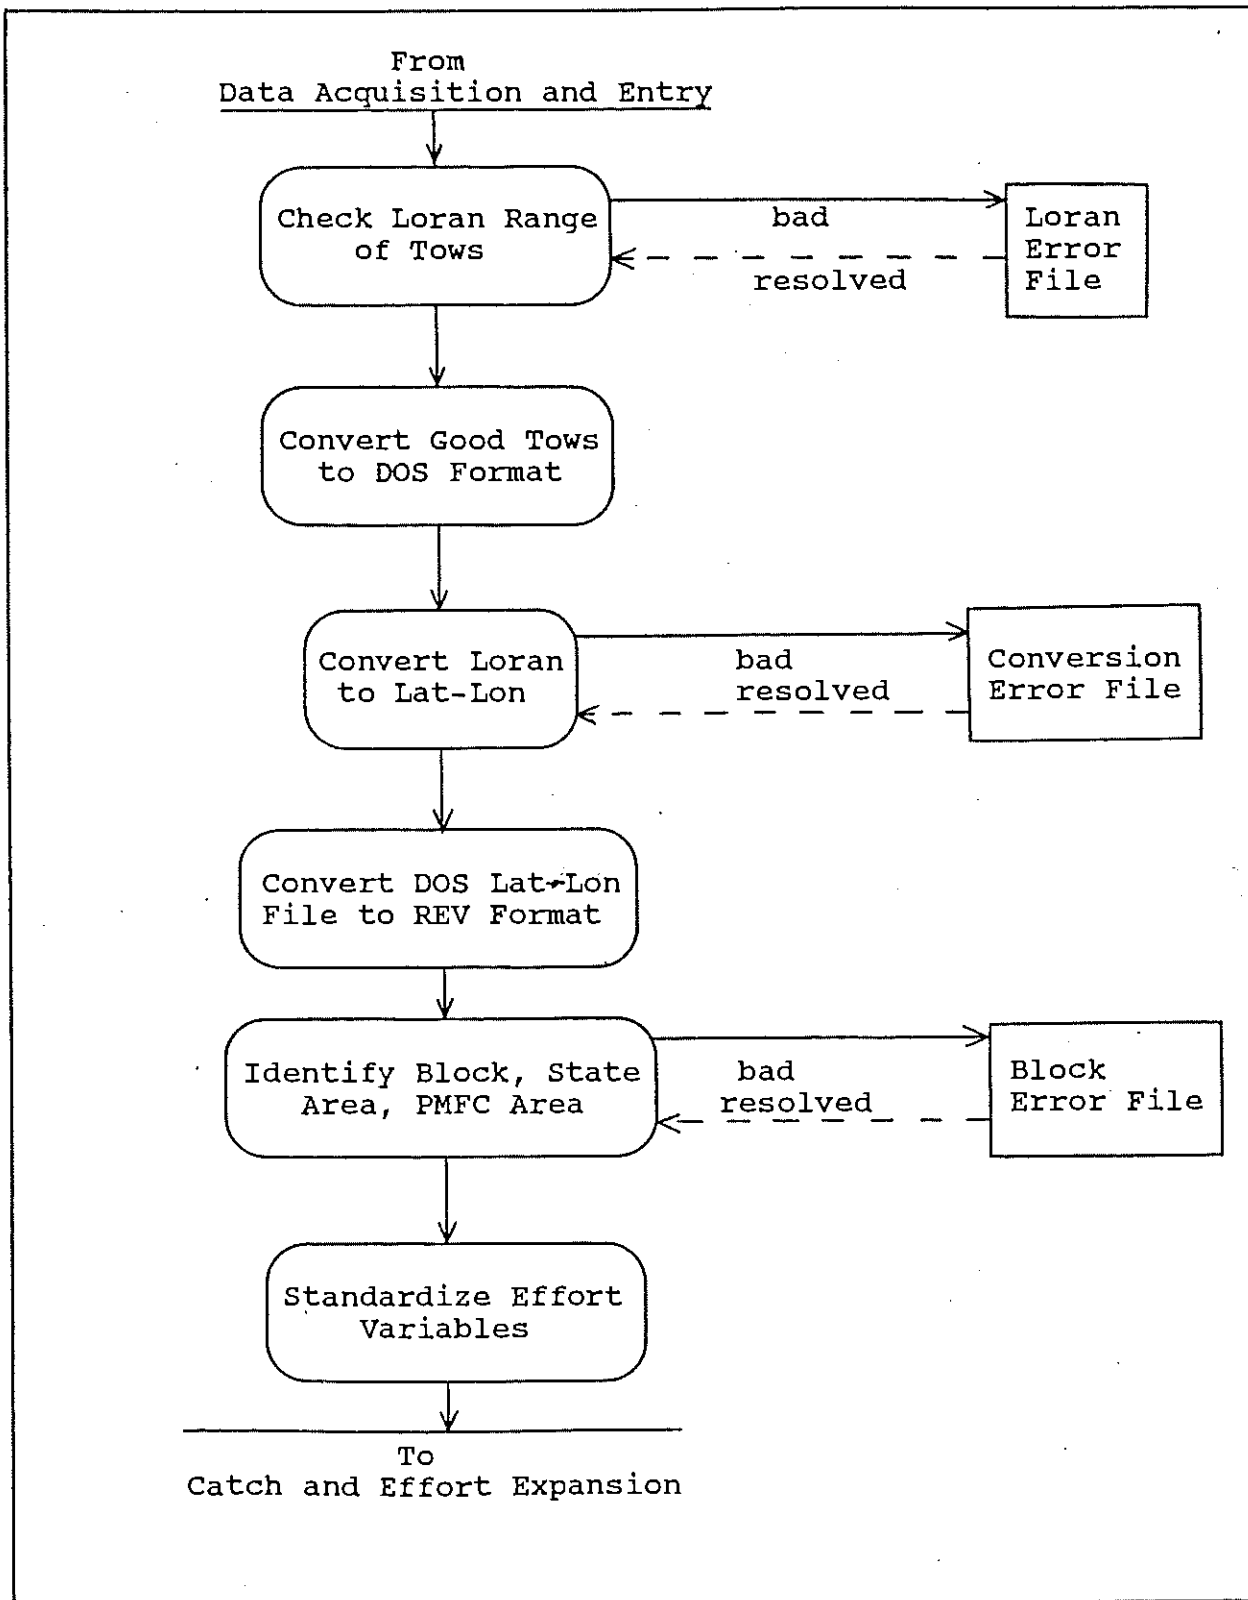 From
Data Acquisition and Entry
Check Loran Range
of Tows
bad
resolved
Loran
Error
File
Convert Good Tows
to DOS Format
Convert Loran
to Lat-Lon
bad
resolved
Conversion
Error File
Convert DOS Lat-Lon
File to REV Format
Identify Block, State
Area, PMFC Area
bad
resolved
Block
Error File
Standardize Effort
Variables
To
Catch and Effort Expansion